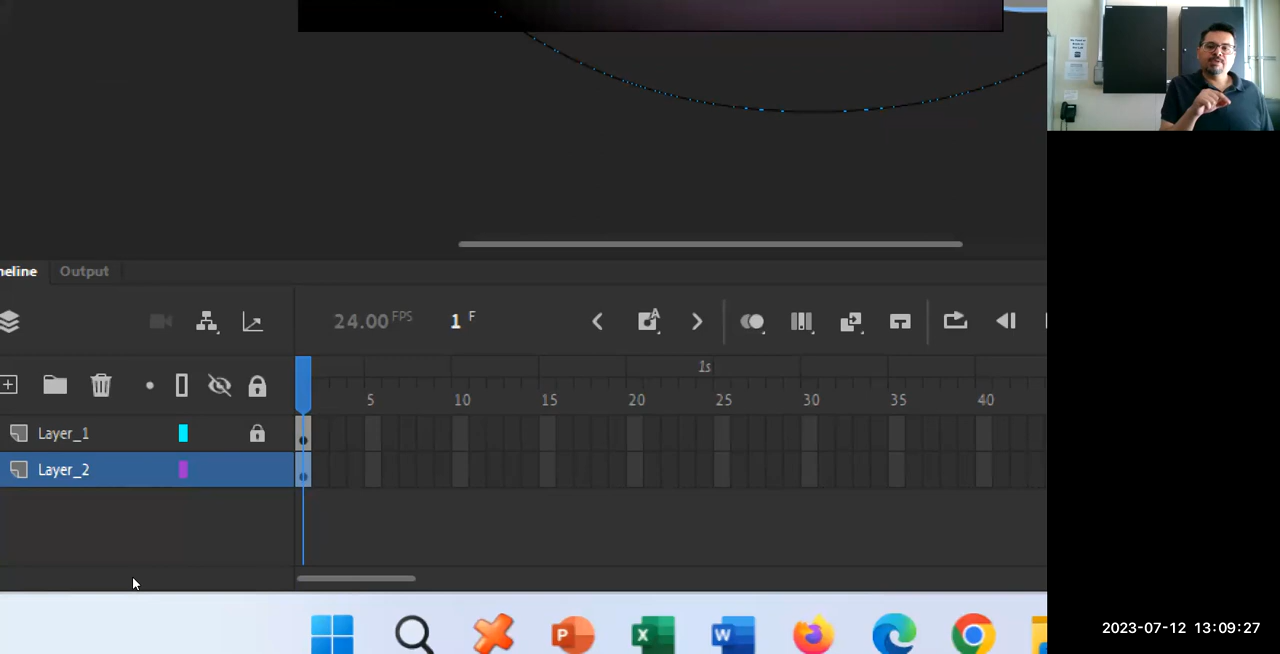 meline Output
24.00 FPS 1 F
1s
5 10 15 20 25 30 35 40
Layer_1
Layer_2
2023-07-12 13:09:27